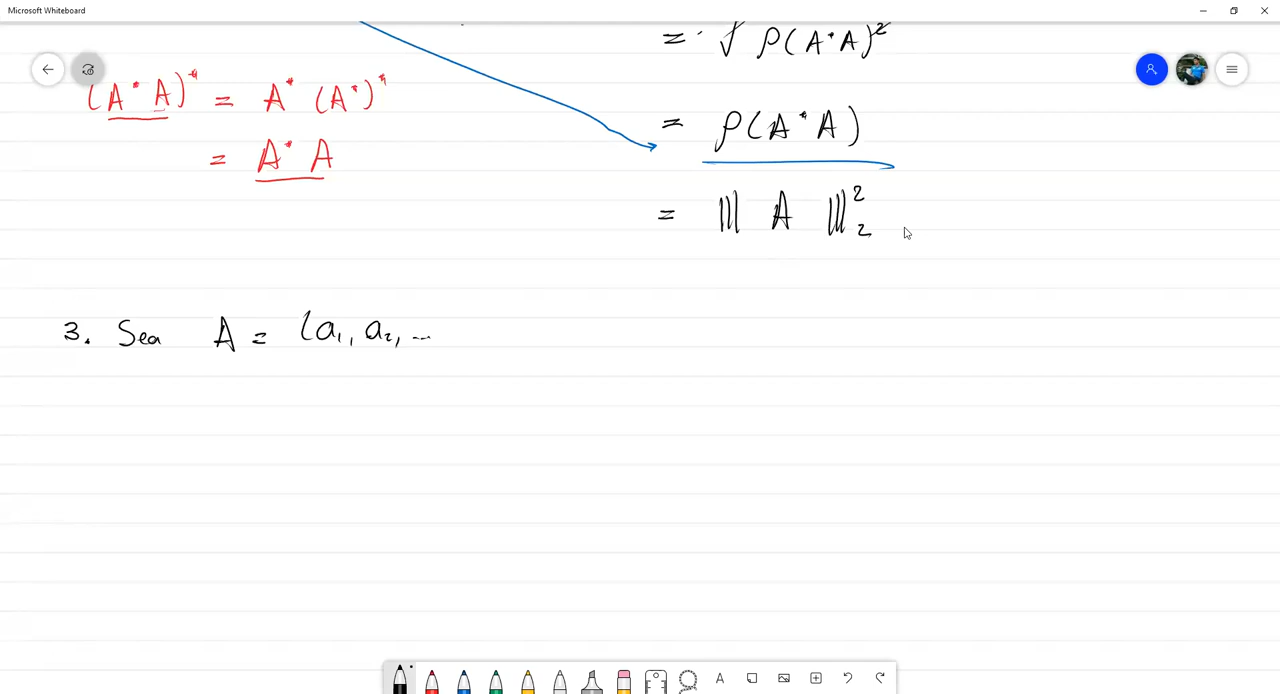 Microsoft Whiteboard
= √ρ(A*A)²
(A*A)* = A*(A*)*
= A*A
= ρ(A*A)
= ||| A |||₂²
3. Sea A = (a₁, a₂, ...
A